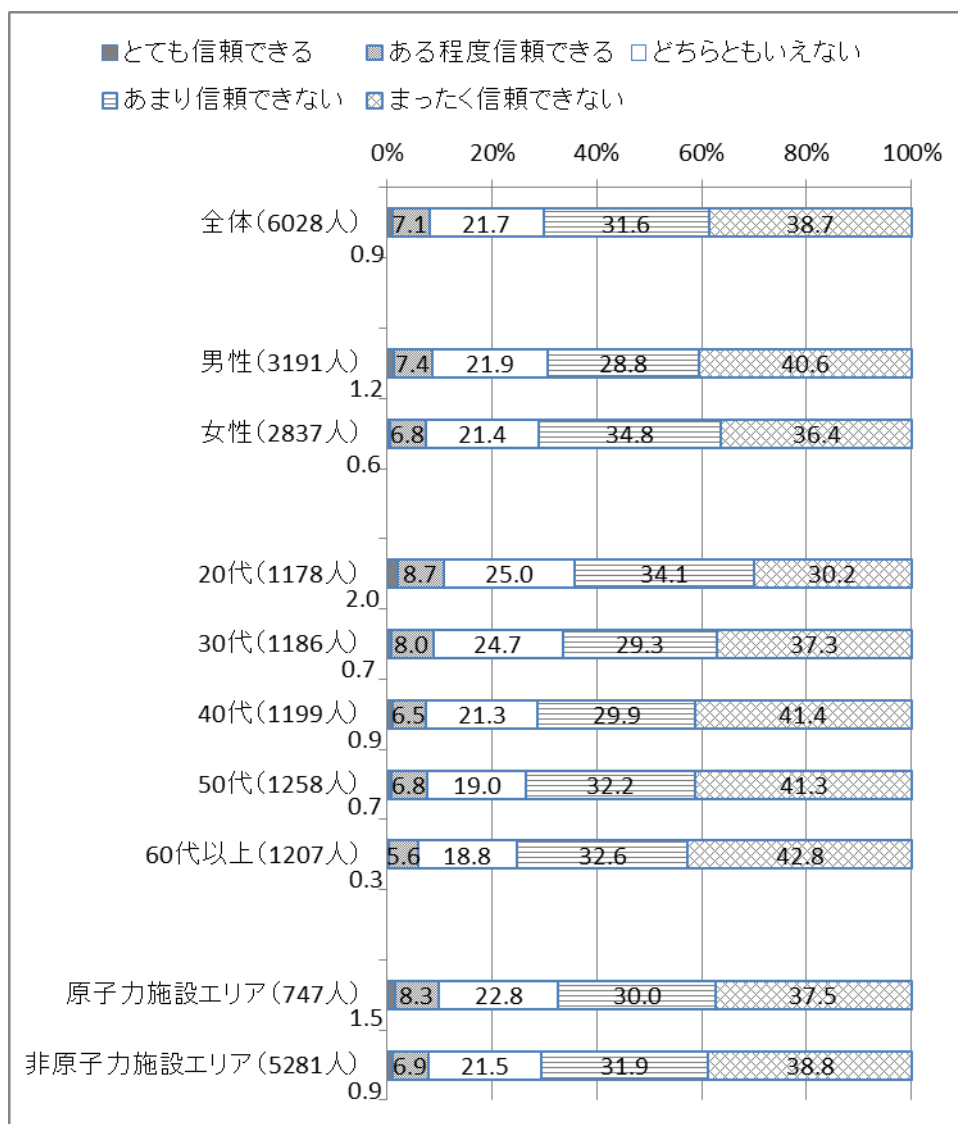 ■とても信頼できる ■ある程度信頼できる □どちらともいえない
あまり信頼できない まったく信頼できない
0% 20% 40% 60% 80% 100%
全体(6028人) 7.1 21.7 31.6 38.7
0.9
男性(3191人) 7.4 21.9 28.8 40.6
1.2
女性(2837人) 6.8 21.4 34.8 36.4
0.6
20代(1178人) 8.7 25.0 34.1 30.2
2.0
30代(1186人) 8.0 24.7 29.3 37.3
0.7
40代(1199人) 6.5 21.3 29.9 41.4
0.9
50代(1258人) 6.8 19.0 32.2 41.3
0.7
60代以上(1207人) 5.6 18.8 32.6 42.8
0.3
原子力施設エリア(747人) 8.3 22.8 30.0 37.5
1.5
非原子力施設エリア(5281人) 6.9 21.5 31.9 38.8
0.9